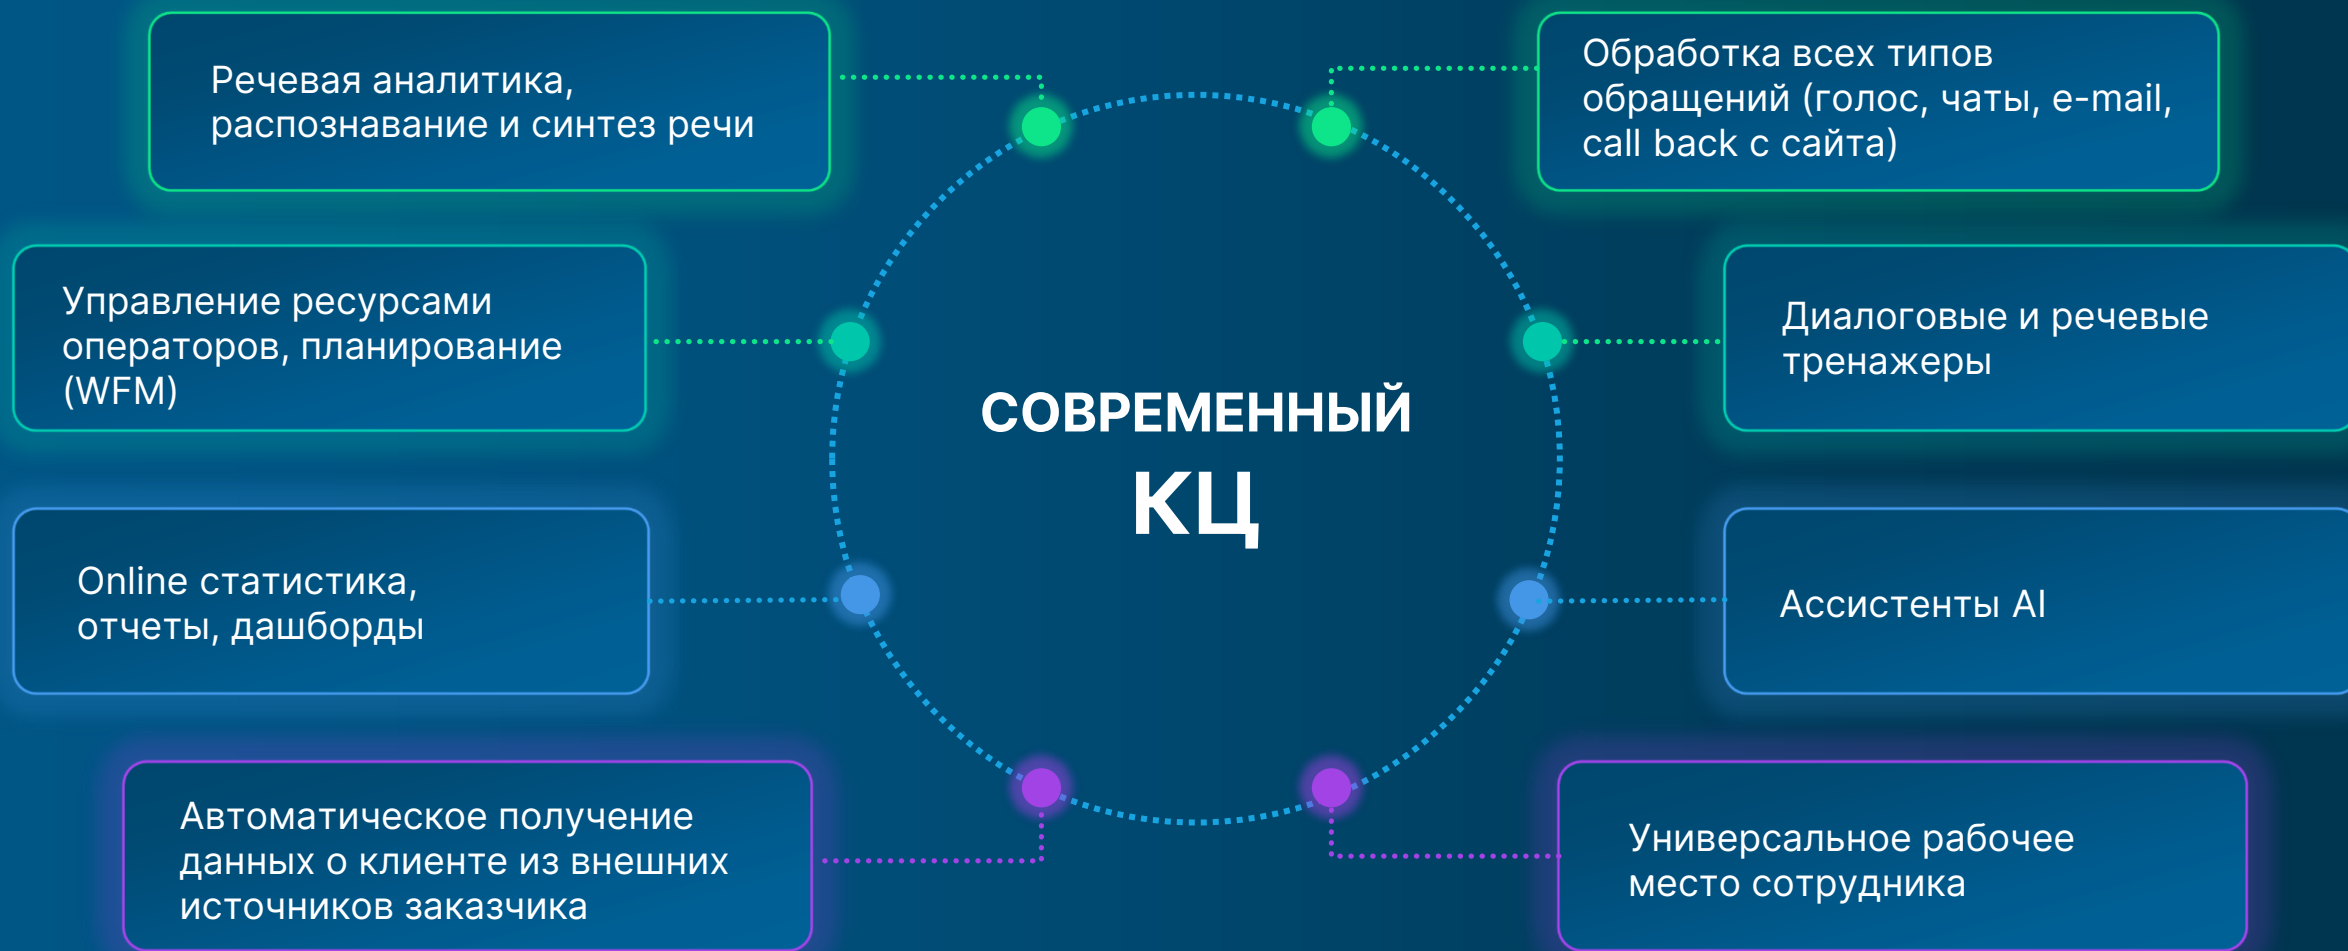 Речевая аналитика,
распознавание и синтез речи
Обработка всех типов
обращений (голос, чаты, e-mail,
call back с сайта)
Управление ресурсами
операторов, планирование
(WFM)
Диалоговые и речевые
тренажеры
СОВРЕМЕННЫЙ
КЦ
Online статистика,
отчеты, дашборды
Ассистенты AI
Автоматическое получение
данных о клиенте из внешних
источников заказчика
Универсальное рабочее
место сотрудника